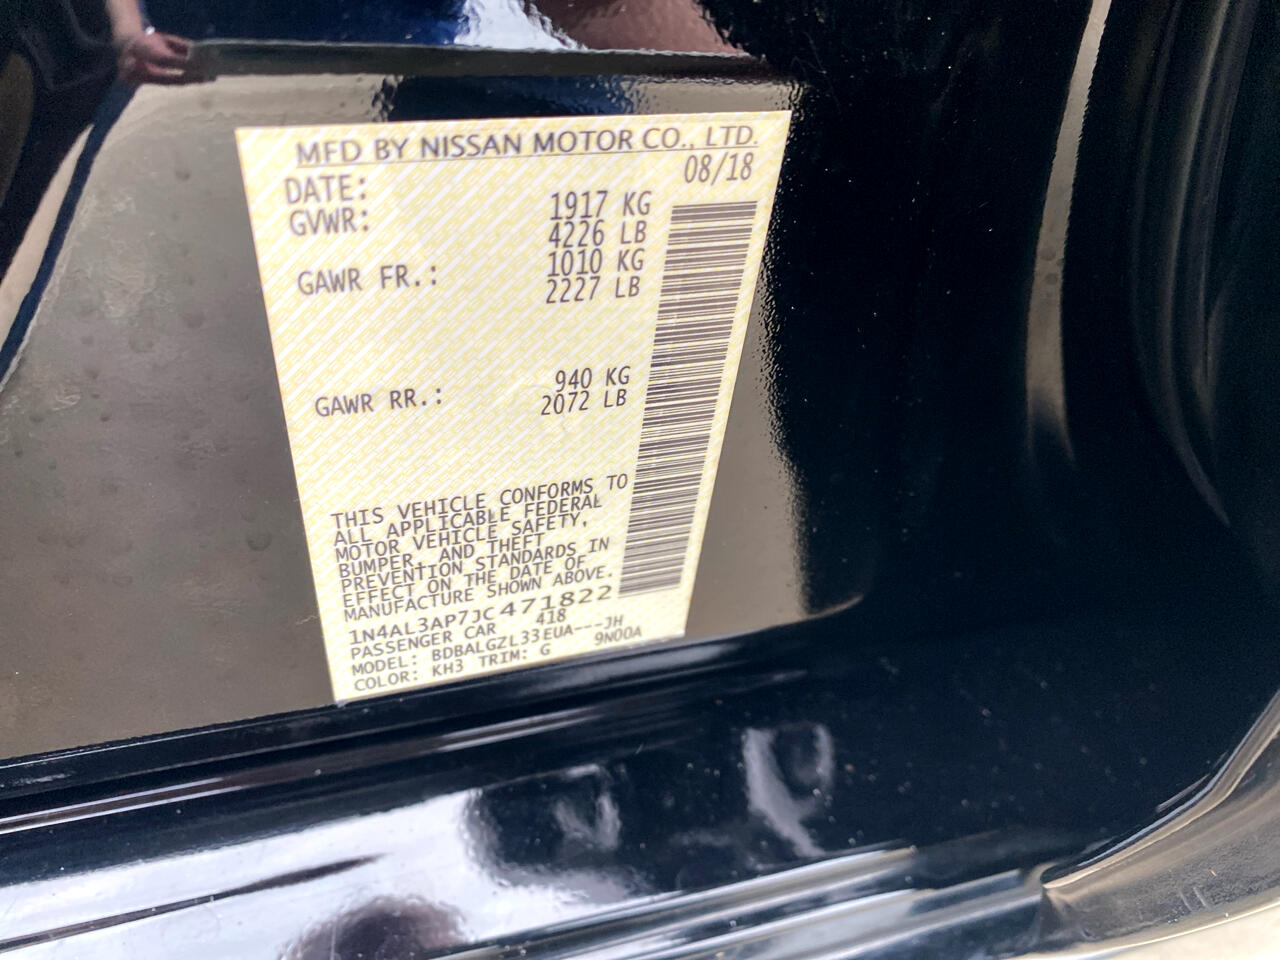 MFD BY NISSAN MOTOR CO., LTD.
DATE: 08/18
GVWR: 1917 KG
4226 LB
GAWR FR.: 1010 KG
2227 LB
GAWR RR.: 940 KG
2072 LB
THIS VEHICLE CONFORMS TO
ALL APPLICABLE FEDERAL
MOTOR VEHICLE SAFETY,
BUMPER, AND THEFT
PREVENTION STANDARDS IN
EFFECT ON THE DATE OF
MANUFACTURE SHOWN ABOVE.
1N4AL3AP7JC471822
PASSENGER CAR 418
MODEL: BDBALGZL33EUA---JH
COLOR: KH3 TRIM: G 9N00A